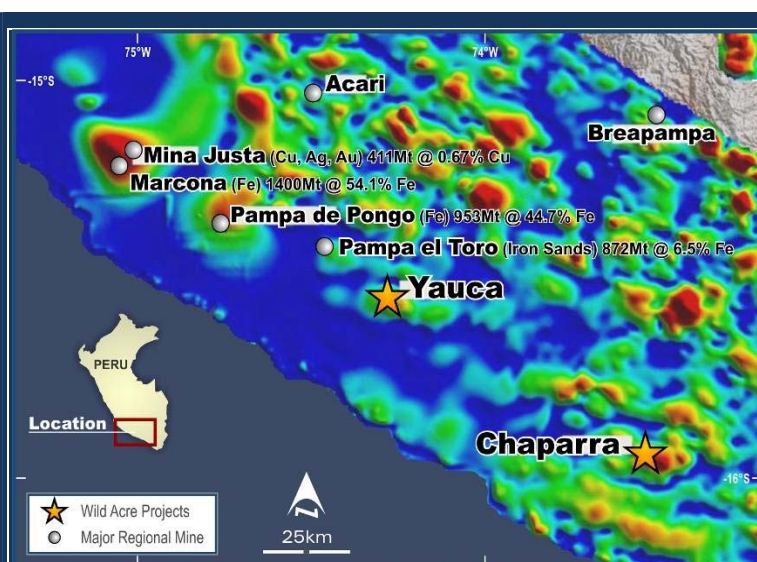 75°W
74°W
-15°S
Acari
Breapampa
Mina Justa (Cu, Ag, Au) 411Mt @ 0.67% Cu
Marcona (Fe) 1400Mt @ 54.1% Fe
Pampa de Pongo (Fe) 953Mt @ 44.7% Fe
Pampa el Toro (Iron Sands) 872Mt @ 6.5% Fe
Yauca
PERU
Location
Chaparra
-16°S
Wild Acre Projects
Major Regional Mine
25km